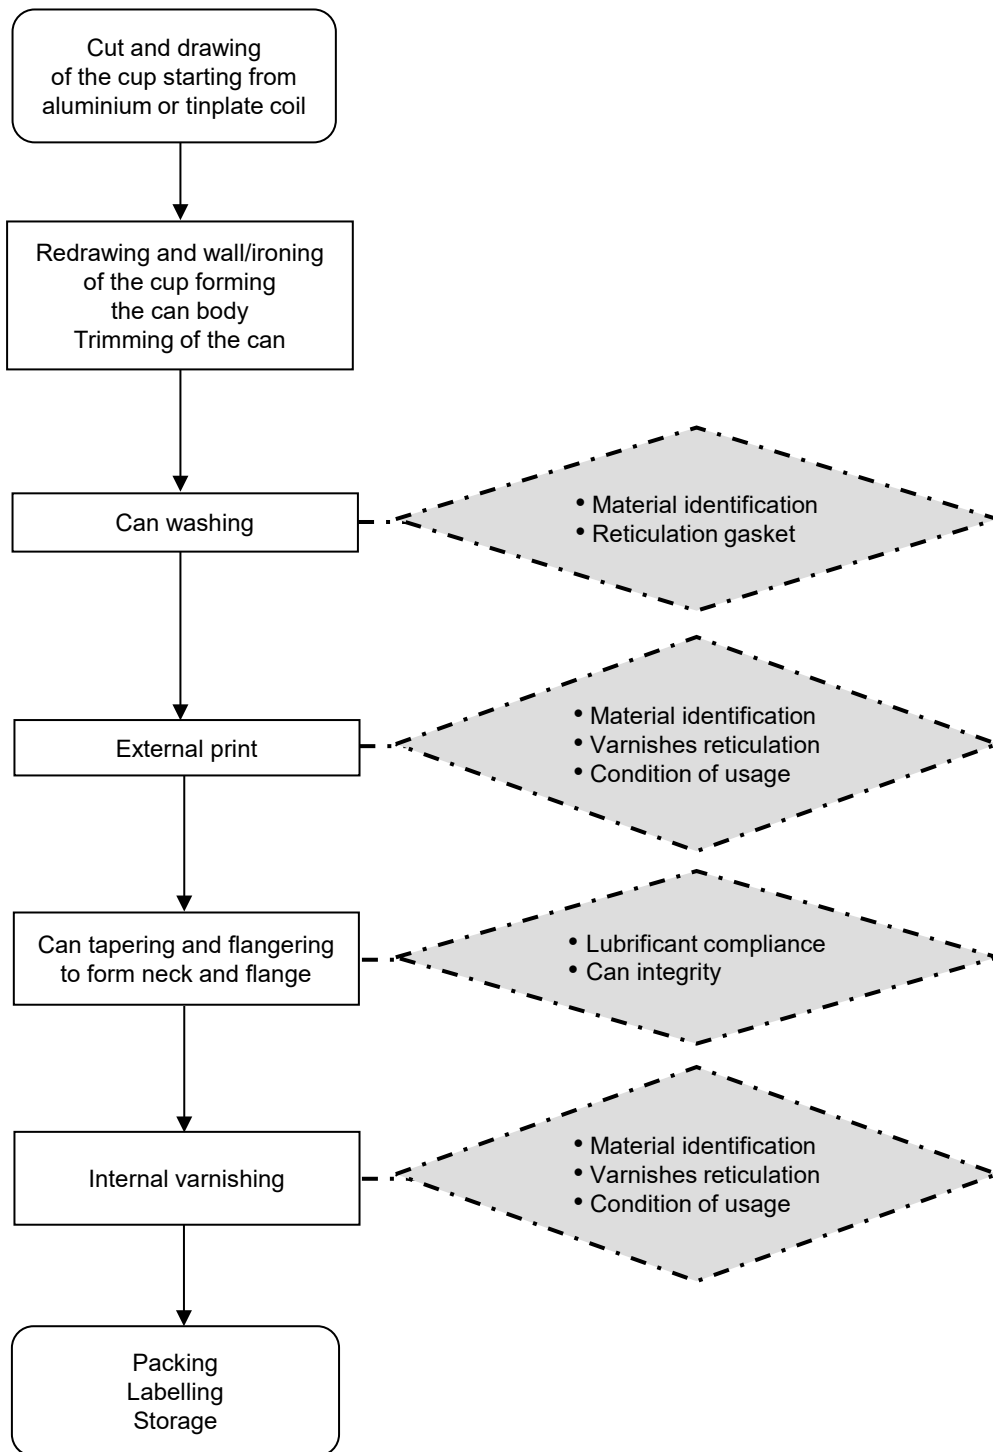 Cut and drawing
of the cup starting from
aluminium or tinplate coil
Redrawing and wall/ironing
of the cup forming
the can body
Trimming of the can
Can washing
• Material identification
• Reticulation gasket
External print
• Material identification
• Varnishes reticulation
• Condition of usage
Can tapering and flangering
to form neck and flange
• Lubrificant compliance
• Can integrity
Internal varnishing
• Material identification
• Varnishes reticulation
• Condition of usage
Packing
Labelling
Storage